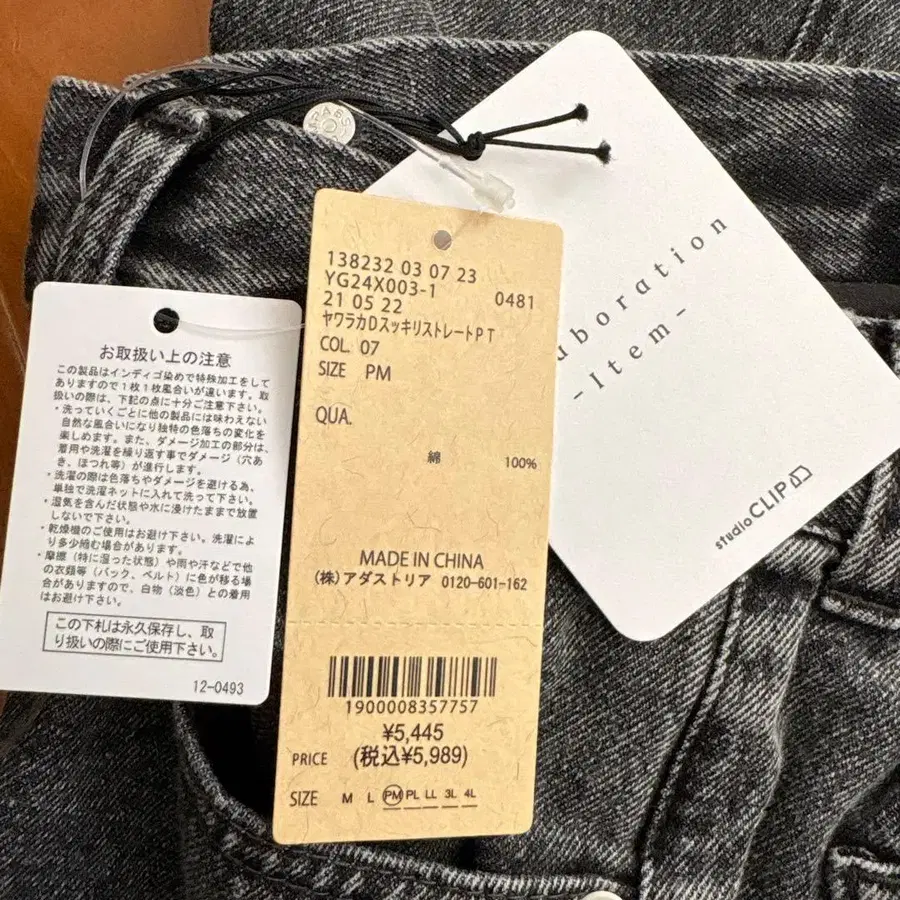 お取扱い上の注意
この製品はインディゴ染めで特殊加工をして
ありますので1枚1枚風合いが違います。取
扱いの際は、下記の点に十分ご注意下さい。
・洗っていくごとに他の製品には味わえない
自然な風合いになり独特の色落ちの変化を
楽しめます。また、ダメージ加工の部分は、
着用や洗濯を繰り返す事でダメージ(穴あ
き、ほつれ等)が進行します。
・洗濯の際は色落ちやダメージを避ける為、
単独で洗濯ネットに入れて洗って下さい。
・湿気を含んだ状態や水に浸けたままで放置
しないで下さい。
・乾燥機のご使用はお避け下さい。洗濯によ
り多少縮む場合があります。
・摩擦(特に湿った状態)や雨や汗などで他
の衣類等(バック、ベルト)に色が移る場
合がありますので、白物(淡色)との着用
はお避け下さい。
この下札は永久保存し、取
り扱いの際にご使用下さい。
12-0493
138232 03 07 23
YG24X003-1 0481
21 05 22
ヤワラカDスッキリストレートPT
COL. 07
SIZE PM
QUA.
綿 100%
MADE IN CHINA
(株)アダストリア 0120-601-162
1900008357757
¥5,445
PRICE (税込¥5,989)
SIZE M L PM PL LL 3L 4L
aboration
-Item-
studio CLIP